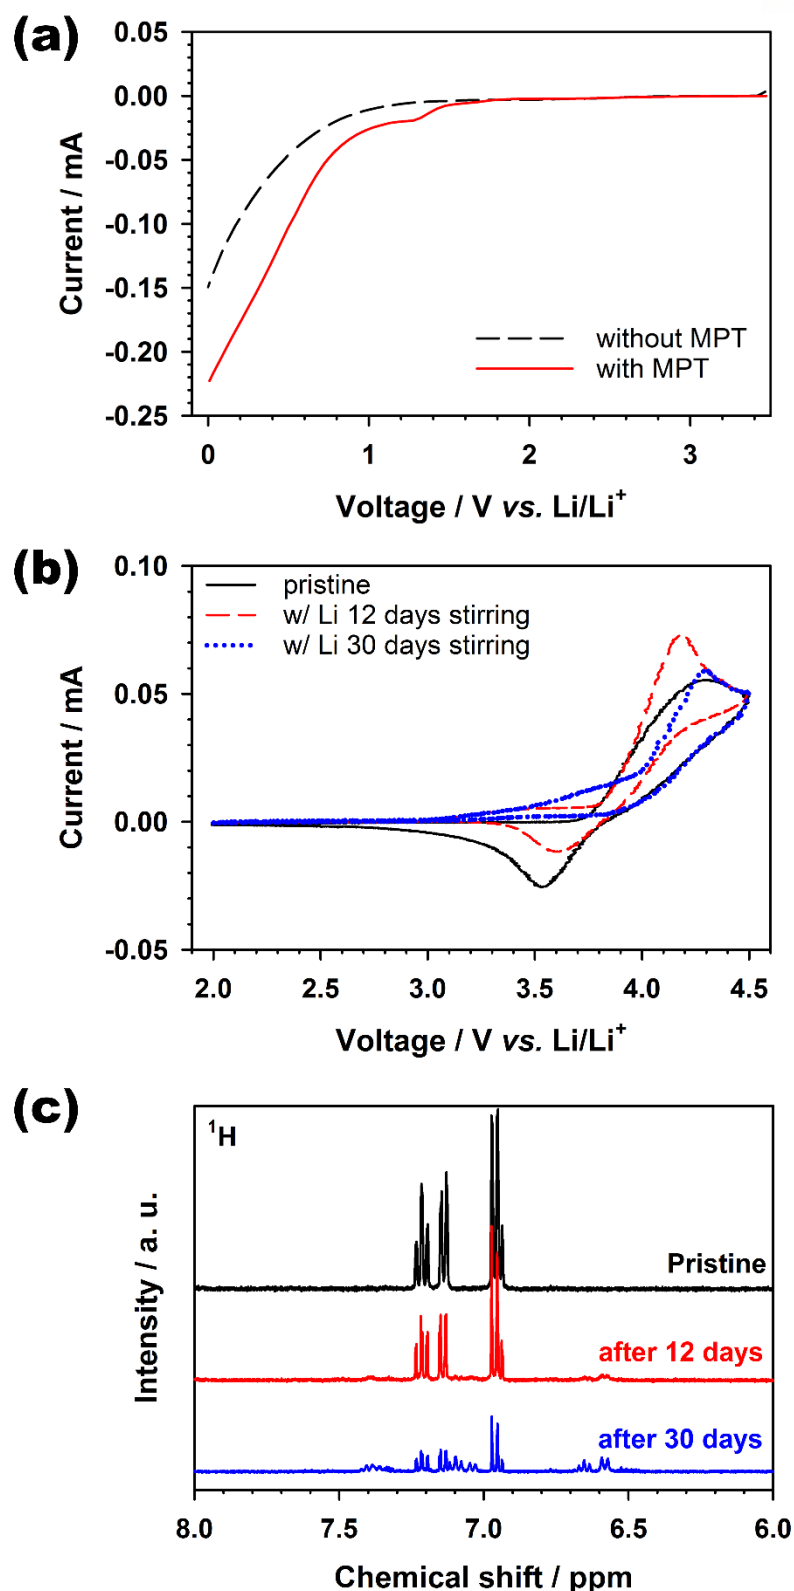 (a)
0.05
0.00
-0.05
-0.10
-0.15
-0.20
-0.25
Current / mA
without MPT
with MPT
0 1 2 3
Voltage / V vs. Li/Li⁺
(b)
0.10
0.05
0.00
-0.05
Current / mA
pristine
w/ Li 12 days stirring
w/ Li 30 days stirring
2.0 2.5 3.0 3.5 4.0 4.5
Voltage / V vs. Li/Li⁺
(c)
¹H
Intensity / a. u.
Pristine
after 12 days
after 30 days
8.0 7.5 7.0 6.5 6.0
Chemical shift / ppm